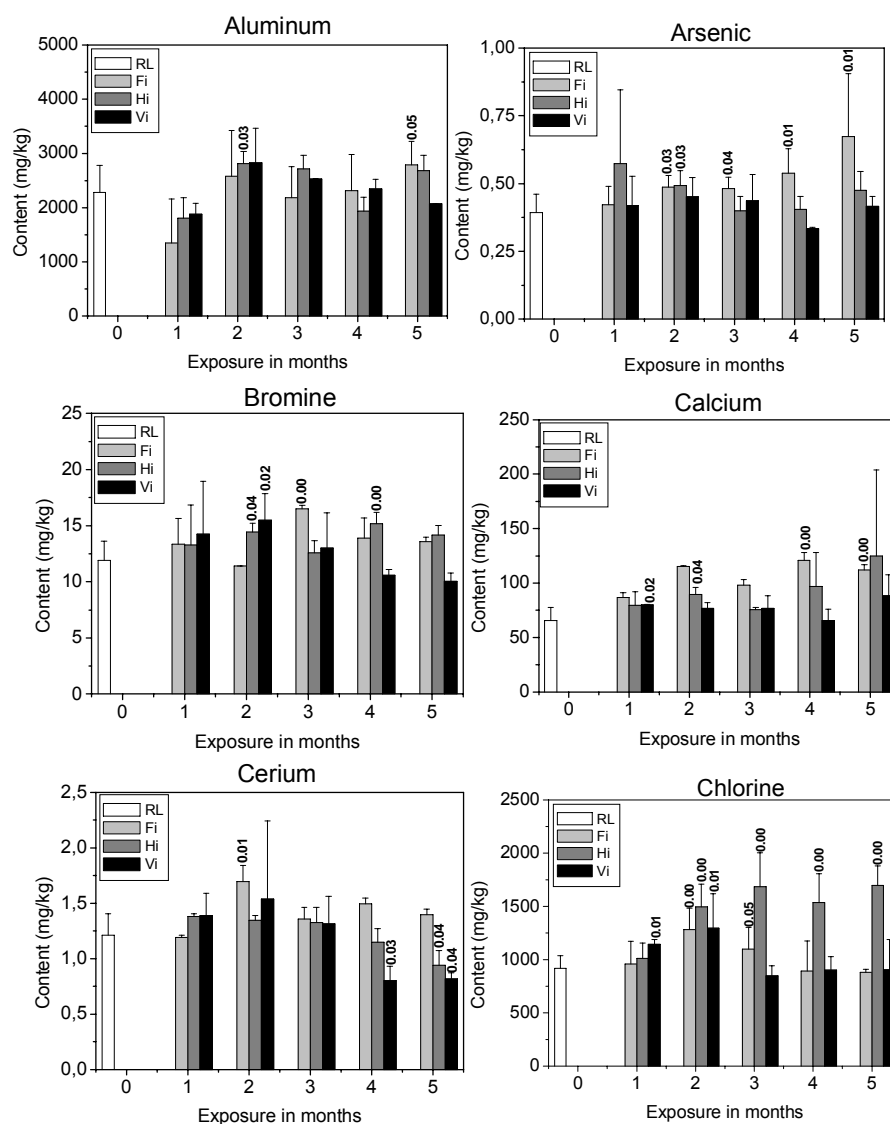 Aluminum
5000
4000
3000
2000
1000
0
Content (mg/kg)
RL
Fi
Hi
Vi
0.03
0.05
0 1 2 3 4 5
Exposure in months
Arsenic
1,00
0,75
0,50
0,25
0,00
Content (mg/kg)
RL
Fi
Hi
Vi
0.03
0.03
0.04
0.01
0.01
0 1 2 3 4 5
Exposure in months
Bromine
25
20
15
10
5
0
Content (mg/kg)
RL
Fi
Hi
Vi
0.04
0.02
0.00
0.00
0 1 2 3 4 5
Exposure in months
Calcium
250
200
150
100
50
0
Content (mg/kg)
RL
Fi
Hi
Vi
0.02
0.04
0.00
0.00
0 1 2 3 4 5
Exposure in months
Cerium
2,5
2,0
1,5
1,0
0,5
0,0
Content (mg/kg)
RL
Fi
Hi
Vi
0.01
0.03
0.04
0.04
0 1 2 3 4 5
Exposure in months
Chlorine
2500
2000
1500
1000
500
0
Content (mg/kg)
RL
Fi
Hi
Vi
0.01
0.00
0.00
0.01
0.05
0.00
0.00
0.00
0 1 2 3 4 5
Exposure in months